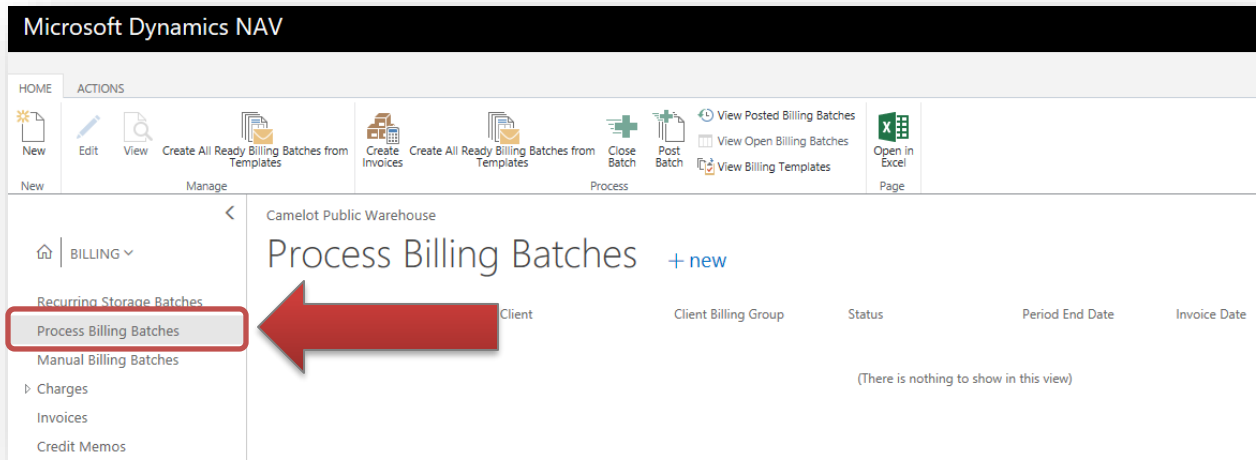 Microsoft Dynamics NAV
HOME ACTIONS
New
Edit
View
Create All Ready Billing Batches from
Templates
Create
Invoices
Create All Ready Billing Batches from
Templates
Close
Batch
Post
Batch
View Posted Billing Batches
View Open Billing Batches
View Billing Templates
Open in
Excel
New
Manage
Process
Page
BILLING
Recurring Storage Batches
Process Billing Batches
Manual Billing Batches
Charges
Invoices
Credit Memos
Camelot Public Warehouse
Process Billing Batches + new
Client Client Billing Group Status Period End Date Invoice Date
(There is nothing to show in this view)